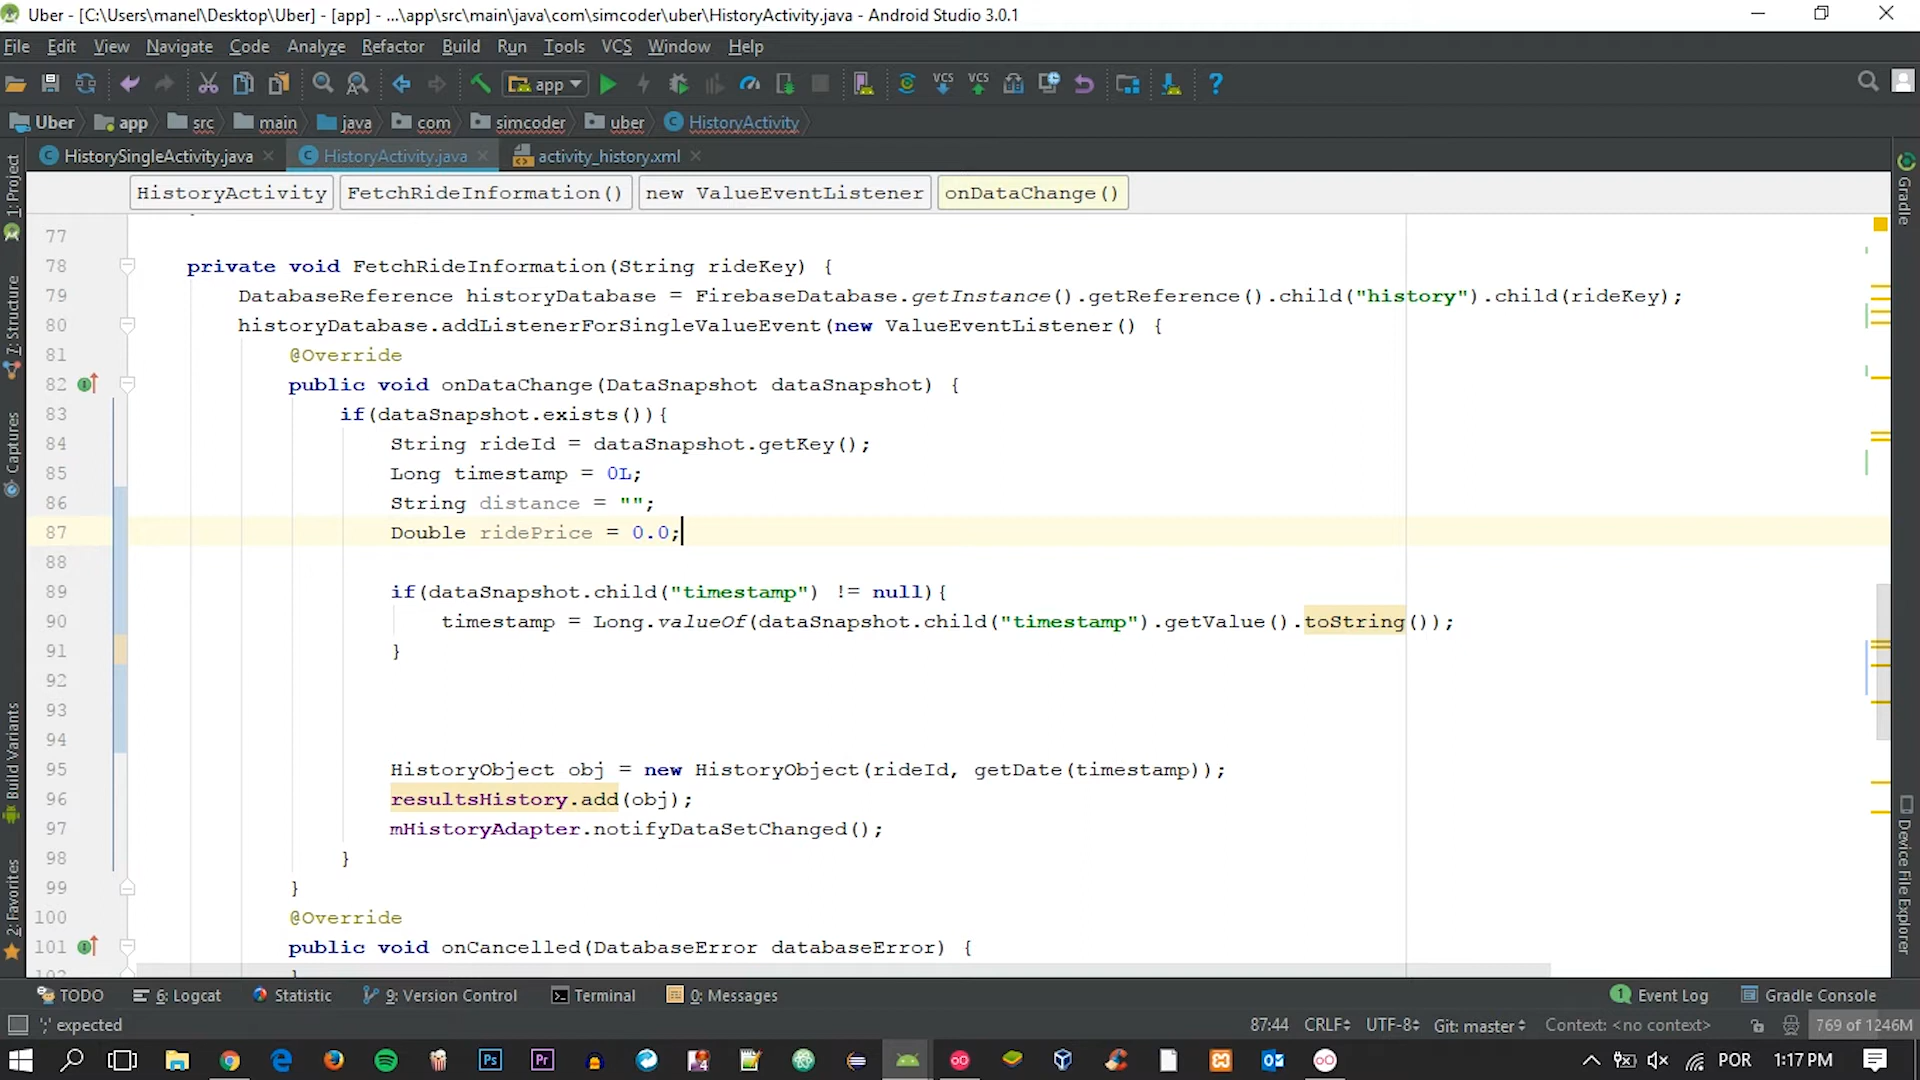 Uber - [C:\Users\manel\Desktop\Uber] - [app] - ...\app\src\main\java\com\simcoder\uber\HistoryActivity.java - Android Studio 3.0.1
File Edit View Navigate Code Analyze Refactor Build Run Tools VCS Window Help
app VCS VCS ?
Uber app src main java com simcoder uber HistoryActivity
HistorySingleActivity.java HistoryActivity.java activity_history.xml
HistoryActivity FetchRideInformation() new ValueEventListener onDataChange()
77
78 private void FetchRideInformation(String rideKey) {
79 DatabaseReference historyDatabase = FirebaseDatabase.getInstance().getReference().child("history").child(rideKey);
80 historyDatabase.addListenerForSingleValueEvent(new ValueEventListener() {
81 @Override
82 public void onDataChange(DataSnapshot dataSnapshot) {
83 if(dataSnapshot.exists()){
84 String rideId = dataSnapshot.getKey();
85 Long timestamp = 0L;
86 String distance = "";
87 Double ridePrice = 0.0;
88
89 if(dataSnapshot.child("timestamp") != null){
90 timestamp = Long.valueOf(dataSnapshot.child("timestamp").getValue().toString());
91 }
92
93
94
95 HistoryObject obj = new HistoryObject(rideId, getDate(timestamp));
96 resultsHistory.add(obj);
97 mHistoryAdapter.notifyDataSetChanged();
98 }
99 }
100 @Override
101 public void onCancelled(DatabaseError databaseError) {
102 }
1: Project
7: Structure
Captures
Build Variants
2: Favorites
Gradle
Device File Explorer
TODO 6: Logcat Statistic 9: Version Control Terminal 0: Messages 1 Event Log Gradle Console
';' expected 87:44 CRLF UTF-8 Git: master Context: <no context> 769 of 1246M
Ps Pr POR 1:17 PM